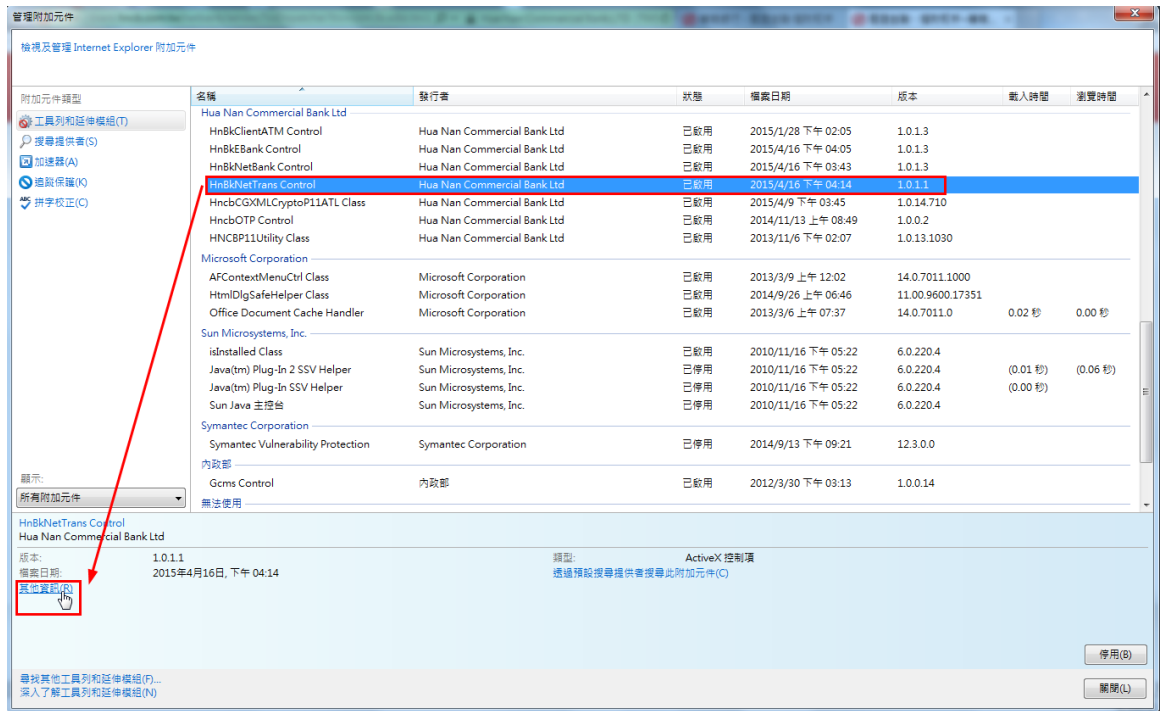 管理附加元件
檢視及管理 Internet Explorer 附加元件
附加元件類型
工具列和延伸模組(T)
搜尋提供者(S)
加速器(A)
追蹤保護(K)
拼字校正(C)
名稱 發行者 狀態 檔案日期 版本 載入時間 瀏覽時間
Hua Nan Commercial Bank Ltd
HnBkClientATM Control Hua Nan Commercial Bank Ltd 已啟用 2015/1/28 下午 02:05 1.0.1.3
HnBkEBank Control Hua Nan Commercial Bank Ltd 已啟用 2015/4/16 下午 04:05 1.0.1.3
HnBkNetBank Control Hua Nan Commercial Bank Ltd 已啟用 2015/4/16 下午 03:43 1.0.1.3
HnBkNetTrans Control Hua Nan Commercial Bank Ltd 已啟用 2015/4/16 下午 04:14 1.0.1.1
HncbCGXMLCryptoP11ATL Class Hua Nan Commercial Bank Ltd 已啟用 2015/4/9 下午 03:45 1.0.14.710
HncbOTP Control Hua Nan Commercial Bank Ltd 已啟用 2014/11/13 上午 08:49 1.0.0.2
HNCBP11Utility Class Hua Nan Commercial Bank Ltd 已啟用 2013/11/6 下午 02:07 1.0.13.1030
Microsoft Corporation
AFContextMenuCtrl Class Microsoft Corporation 已啟用 2013/3/9 上午 12:02 14.0.7011.1000
HtmlDlgSafeHelper Class Microsoft Corporation 已啟用 2014/9/26 上午 06:46 11.00.9600.17351
Office Document Cache Handler Microsoft Corporation 已啟用 2013/3/6 上午 07:37 14.0.7011.0 0.02 秒 0.00 秒
Sun Microsystems, Inc.
isInstalled Class Sun Microsystems, Inc. 已啟用 2010/11/16 下午 05:22 6.0.220.4
Java(tm) Plug-In 2 SSV Helper Sun Microsystems, Inc. 已停用 2010/11/16 下午 05:22 6.0.220.4 (0.01 秒) (0.06 秒)
Java(tm) Plug-In SSV Helper Sun Microsystems, Inc. 已停用 2010/11/16 下午 05:22 6.0.220.4 (0.00 秒)
Sun Java 主控台 Sun Microsystems, Inc. 已停用 2010/11/16 下午 05:22 6.0.220.4
Symantec Corporation
Symantec Vulnerability Protection Symantec Corporation 已停用 2014/9/13 下午 09:21 12.3.0.0
內政部
Gcms Control 內政部 已啟用 2012/3/30 下午 03:13 1.0.0.14
無法使用
顯示:
所有附加元件
HnBkNetTrans Control
Hua Nan Commercial Bank Ltd
版本: 1.0.1.1 類型: ActiveX 控制項
檔案日期: 2015年4月16日, 下午 04:14 透過預設搜尋提供者搜尋此附加元件(C)
其他資訊(R)
停用(B)
尋找其他工具列和延伸模組(F)...
深入了解工具列和延伸模組(N)
關閉(L)